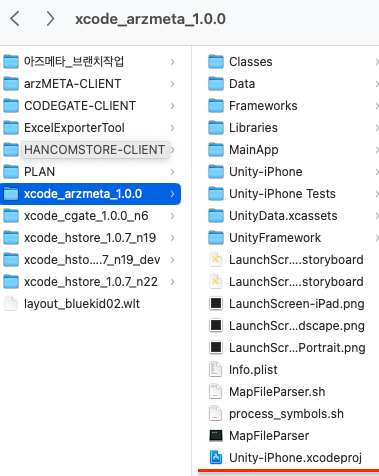 xcode_arzmeta_1.0.0
아즈메타_브랜치작업
arzMETA-CLIENT
CODEGATE-CLIENT
ExcelExporterTool
HANCOMSTORE-CLIENT
PLAN
xcode_arzmeta_1.0.0
xcode_cgate_1.0.0_n6
xcode_hstore_1.0.7_n19
xcode_hsto....7_n19_dev
xcode_hstore_1.0.7_n22
layout_bluekid02.wlt
Classes
Data
Frameworks
Libraries
MainApp
Unity-iPhone
Unity-iPhone Tests
UnityData.xcassets
UnityFramework
LaunchScr....storyboard
LaunchScr....storyboard
LaunchScreen-iPad.png
LaunchScr...dscape.png
LaunchScr...Portrait.png
Info.plist
MapFileParser.sh
process_symbols.sh
MapFileParser
Unity-iPhone.xcodeproj